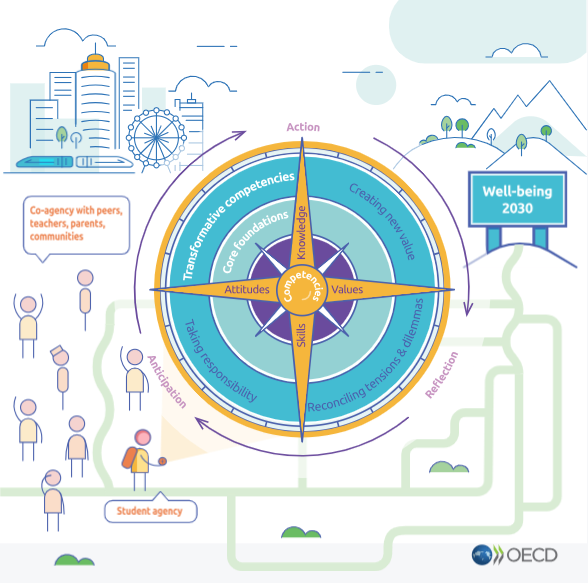 Action
Transformative competencies
Creating new value
Core foundations
Knowledge
Well-being
2030
Co-agency with peers,
teachers, parents,
communities
Competencies
Attitudes
Values
Skills
Taking responsibility
Reconciling tensions & dilemmas
Anticipation
Reflection
Student agency
OECD